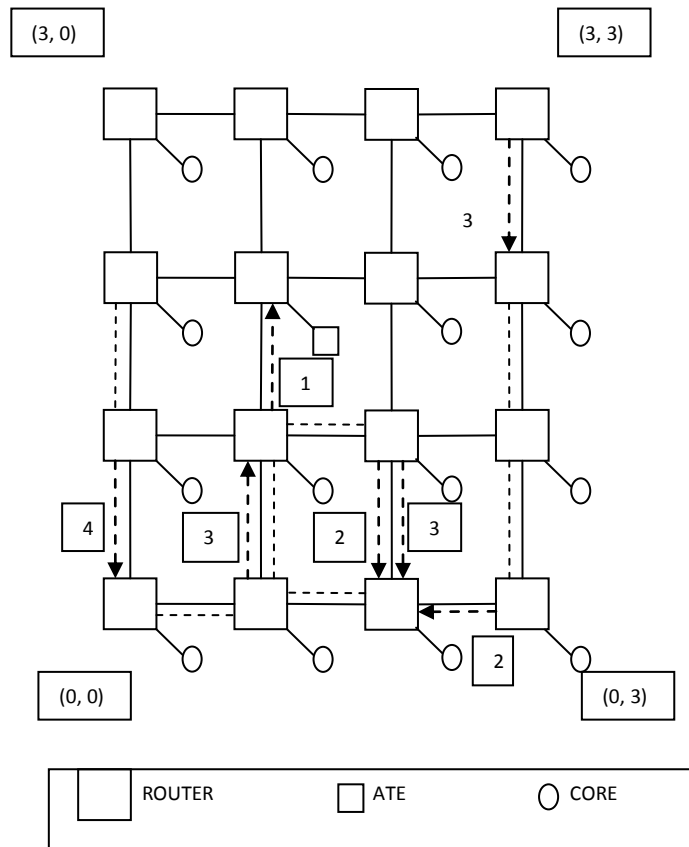 (3, 0) (3, 3)
3
1
4 3 2 3
2
(0, 0) (0, 3)
ROUTER ATE CORE